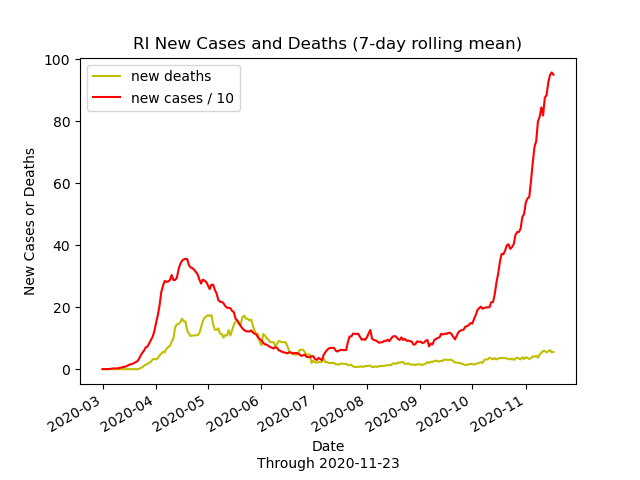 RI New Cases and Deaths (7-day rolling mean)
new deaths
new cases / 10
New Cases or Deaths
100
80
60
40
20
0
2020-03
2020-04
2020-05
2020-06
2020-07
2020-08
2020-09
2020-10
2020-11
Date
Through 2020-11-23